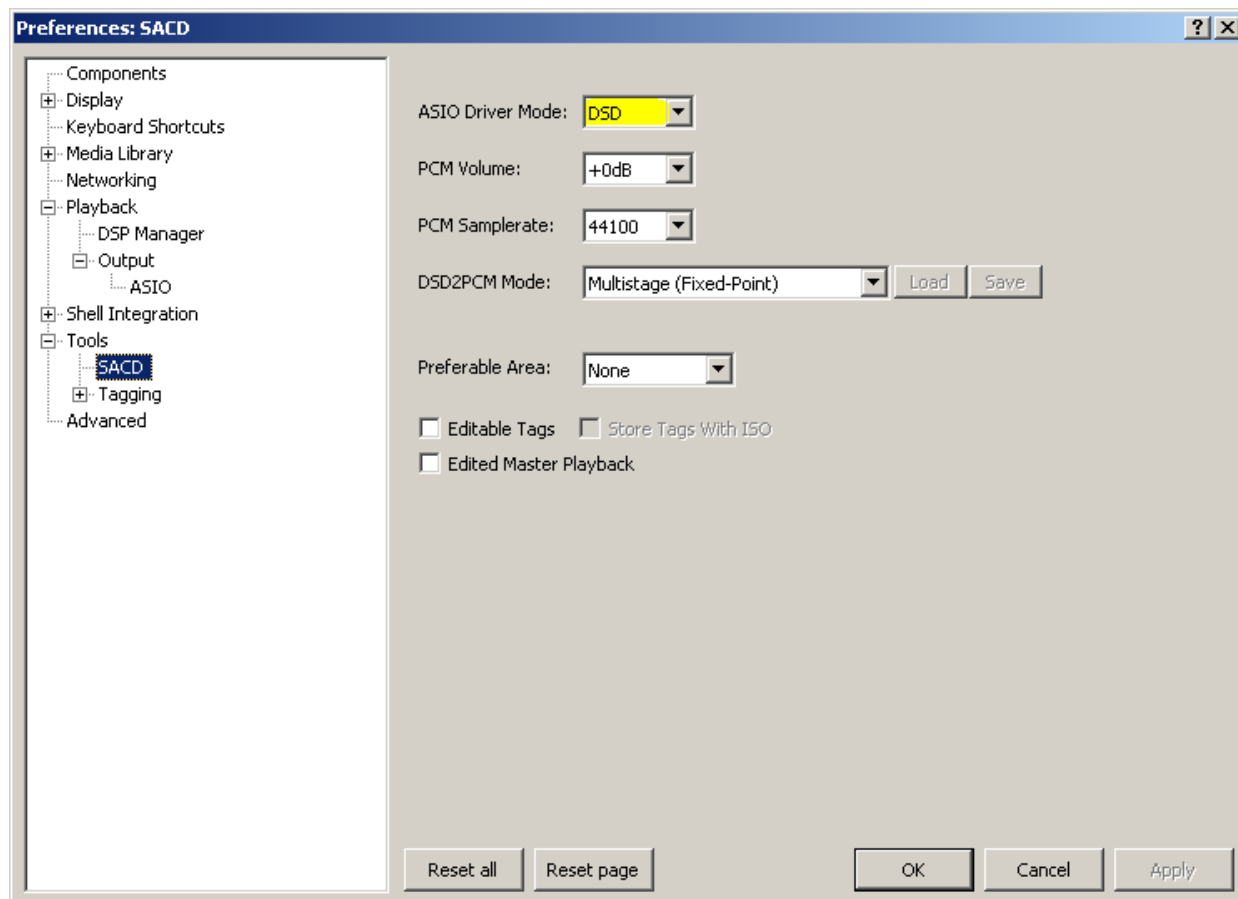 Preferences: SACD
Components
Display
Keyboard Shortcuts
Media Library
Networking
Playback
DSP Manager
Output
ASIO
Shell Integration
Tools
SACD
Tagging
Advanced
ASIO Driver Mode: DSD
PCM Volume: +0dB
PCM Samplerate: 44100
DSD2PCM Mode: Multistage (Fixed-Point) Load Save
Preferable Area: None
Editable Tags Store Tags With ISO
Edited Master Playback
Reset all Reset page OK Cancel Apply